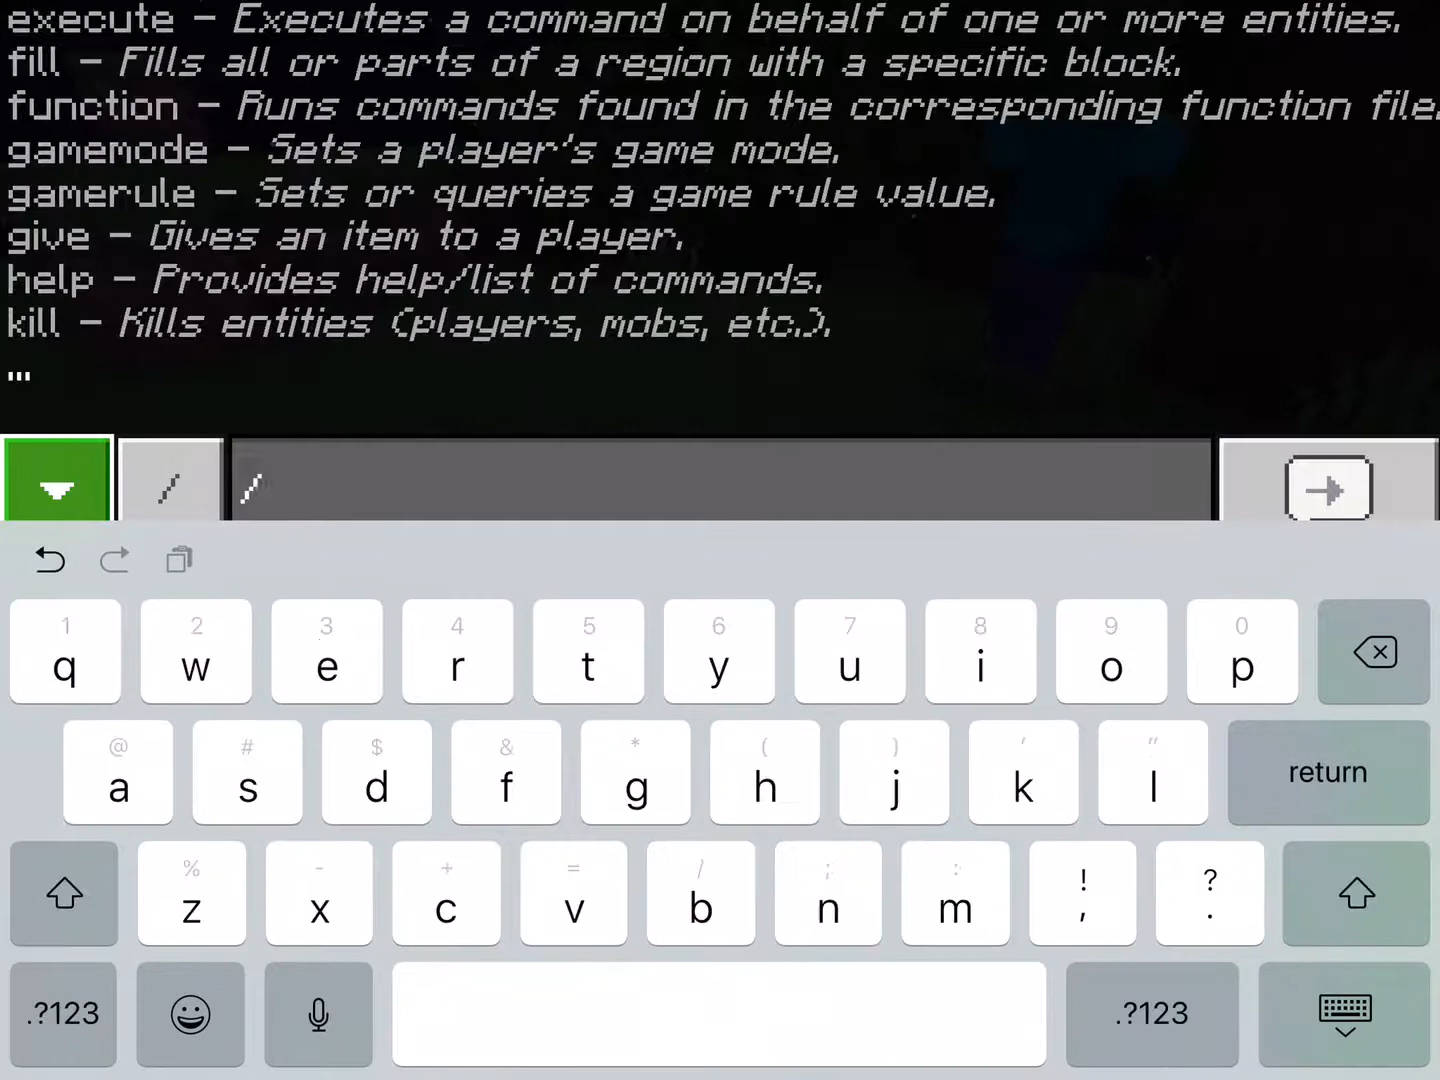 execute – Executes a command on behalf of one or more entities.
fill – Fills all or parts of a region with a specific block.
function – Runs commands found in the corresponding function file.
gamemode – Sets a player's game mode.
gamerule – Sets or queries a game rule value.
give – Gives an item to a player.
help – Provides help/list of commands.
kill – Kills entities (players, mobs, etc.).
...
/ /
1 2 3 4 5 6 7 8 9 0
q w e r t y u i o p
@ # $ & * ( ) ' "
a s d f g h j k l return
% - + = / ; : ! ?
z x c v b n m , .
.?123 .?123